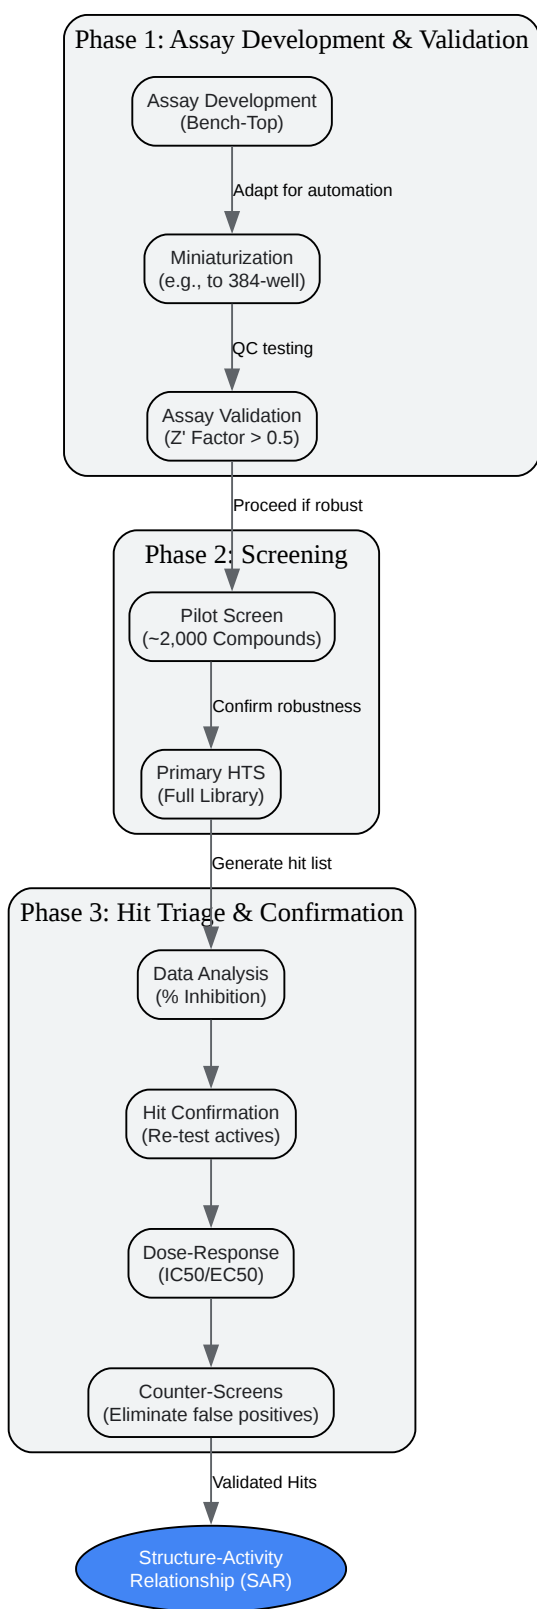 Phase 1: Assay Development & Validation
Assay Development
(Bench-Top)
Adapt for automation
Miniaturization
(e.g., to 384-well)
QC testing
Assay Validation
(Z' Factor > 0.5)
Proceed if robust
Phase 2: Screening
Pilot Screen
(~2,000 Compounds)
Confirm robustness
Primary HTS
(Full Library)
Generate hit list
Phase 3: Hit Triage & Confirmation
Data Analysis
(% Inhibition)
Hit Confirmation
(Re-test actives)
Dose-Response
(IC50/EC50)
Counter-Screens
(Eliminate false positives)
Validated Hits
Structure-Activity
Relationship (SAR)